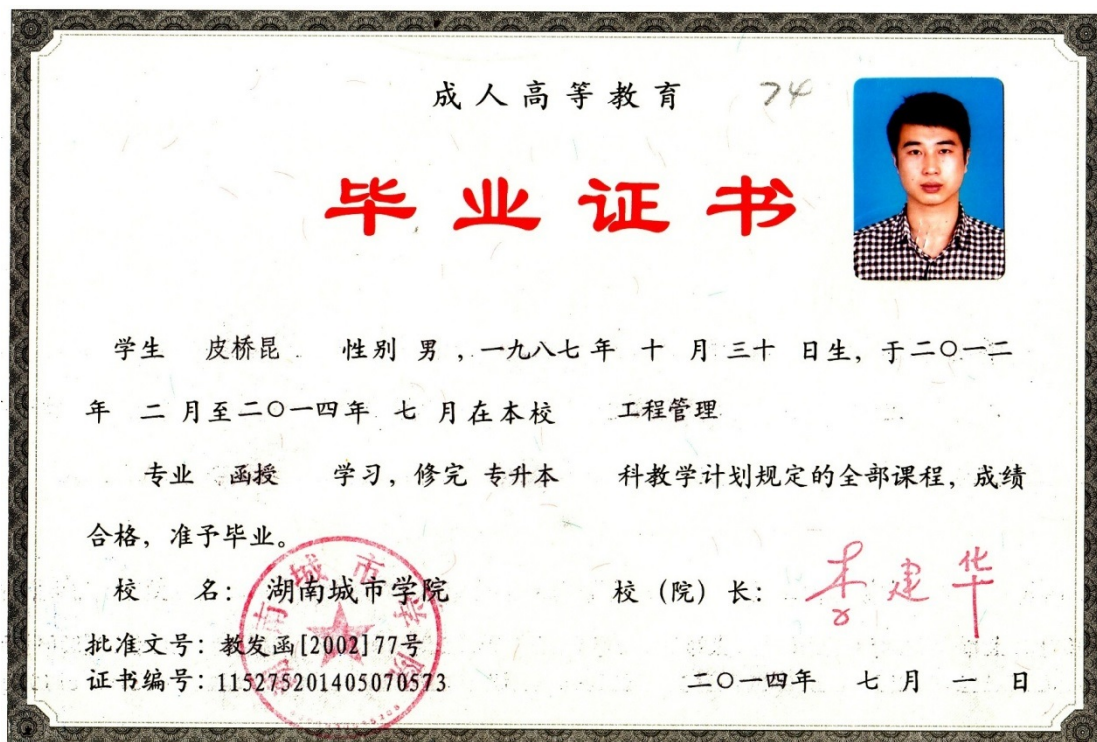 成人高等教育 74
毕业证书
学生 皮桥昆 性别 男 ,一九八七年 十 月 三十 日生,于二〇一二
年 二 月至二〇一四年 七 月在本校 工程管理
专业 函授 学习,修完 专升本 科教学计划规定的全部课程,成绩
合格,准予毕业。
校 名: 湖南城市学院 校(院)长: 李建华
批准文号:教发函[2002]77号
证书编号:115275201405070573 二〇一四年 七 月 一 日
湖南城市学院